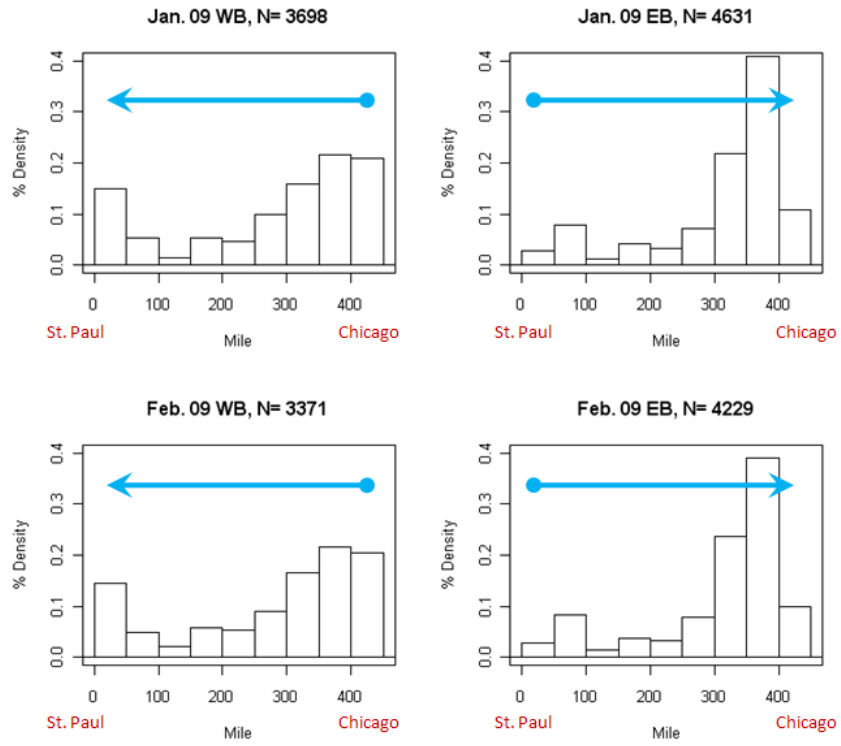 Jan. 09 WB, N= 3698
% Density
0.0 0.1 0.2 0.3 0.4
0 100 200 300 400
St. Paul Chicago
Mile
Jan. 09 EB, N= 4631
% Density
0.0 0.1 0.2 0.3 0.4
0 100 200 300 400
St. Paul Chicago
Mile
Feb. 09 WB, N= 3371
% Density
0.0 0.1 0.2 0.3 0.4
0 100 200 300 400
St. Paul Chicago
Mile
Feb. 09 EB, N= 4229
% Density
0.0 0.1 0.2 0.3 0.4
0 100 200 300 400
St. Paul Chicago
Mile